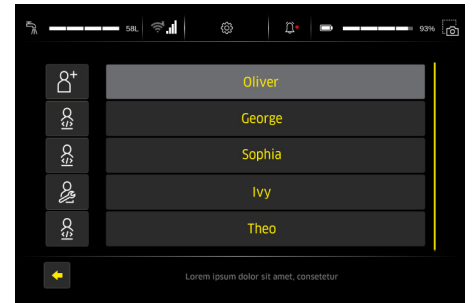 58L 93%
Oliver
George
Sophia
Ivy
Theo
Lorem ipsum dolor sit amet, consetetur